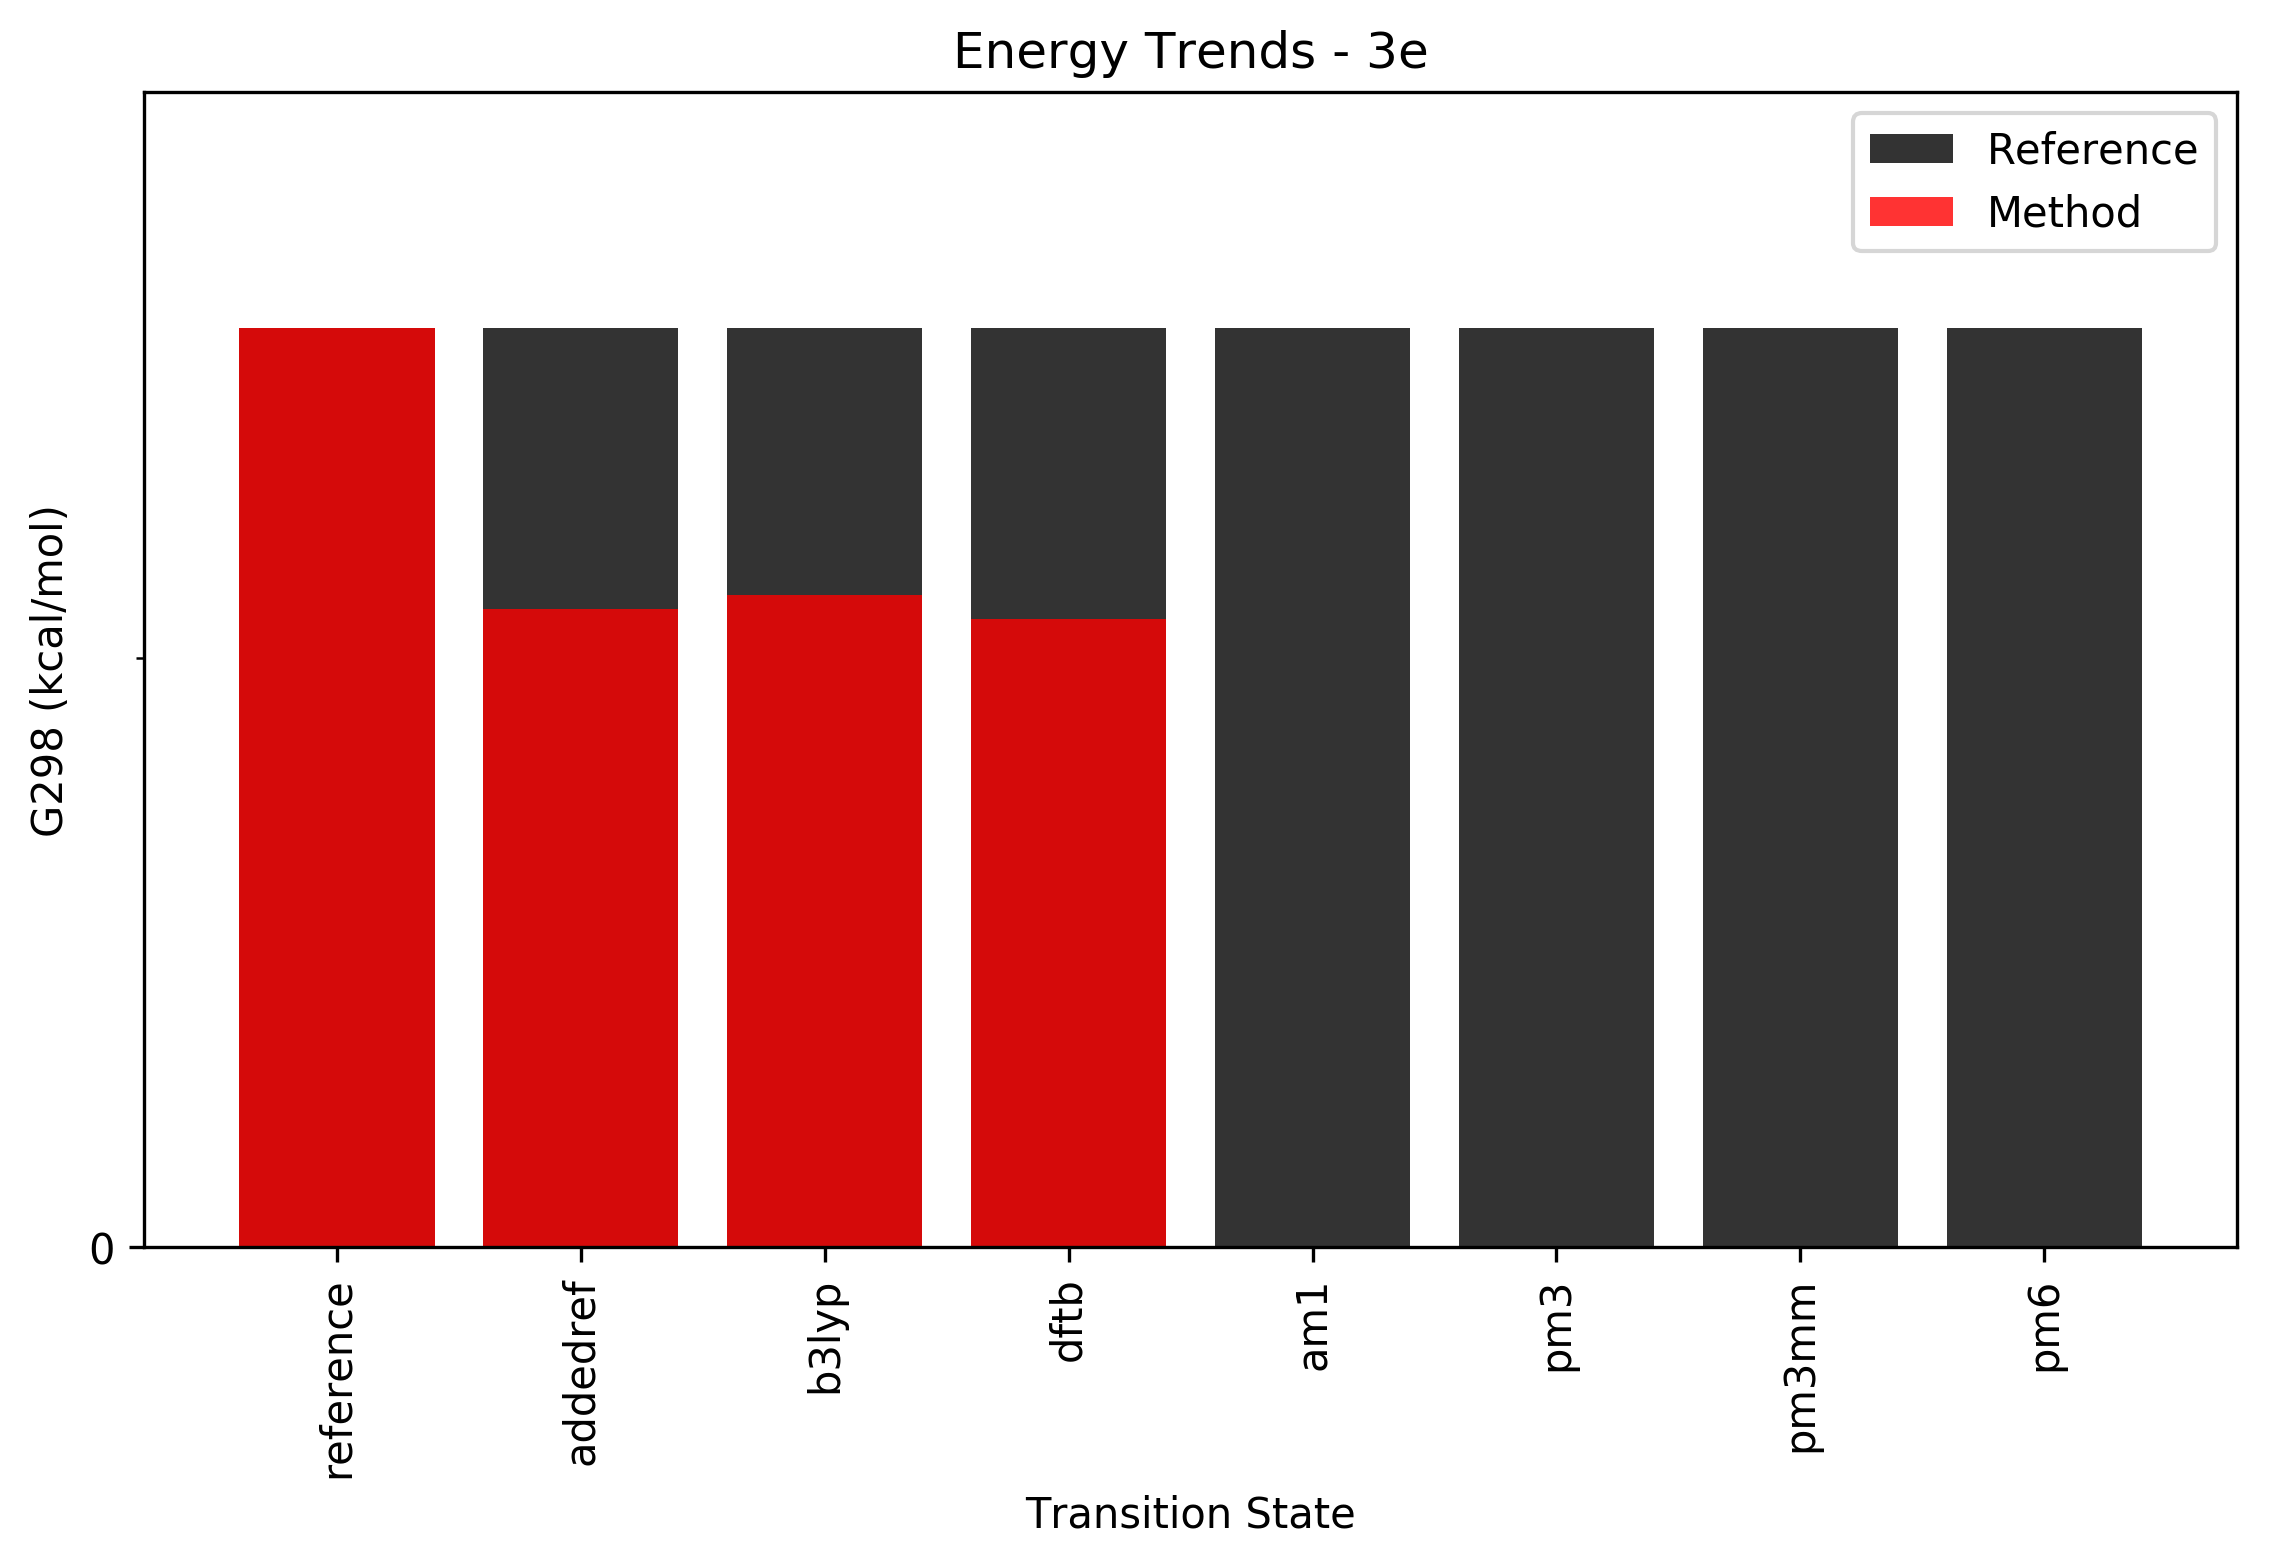 Energy Trends - 3e
Reference
Method
G298 (kcal/mol)
0
reference
addedref
b3lyp
dftb
am1
pm3
pm3mm
pm6
Transition State